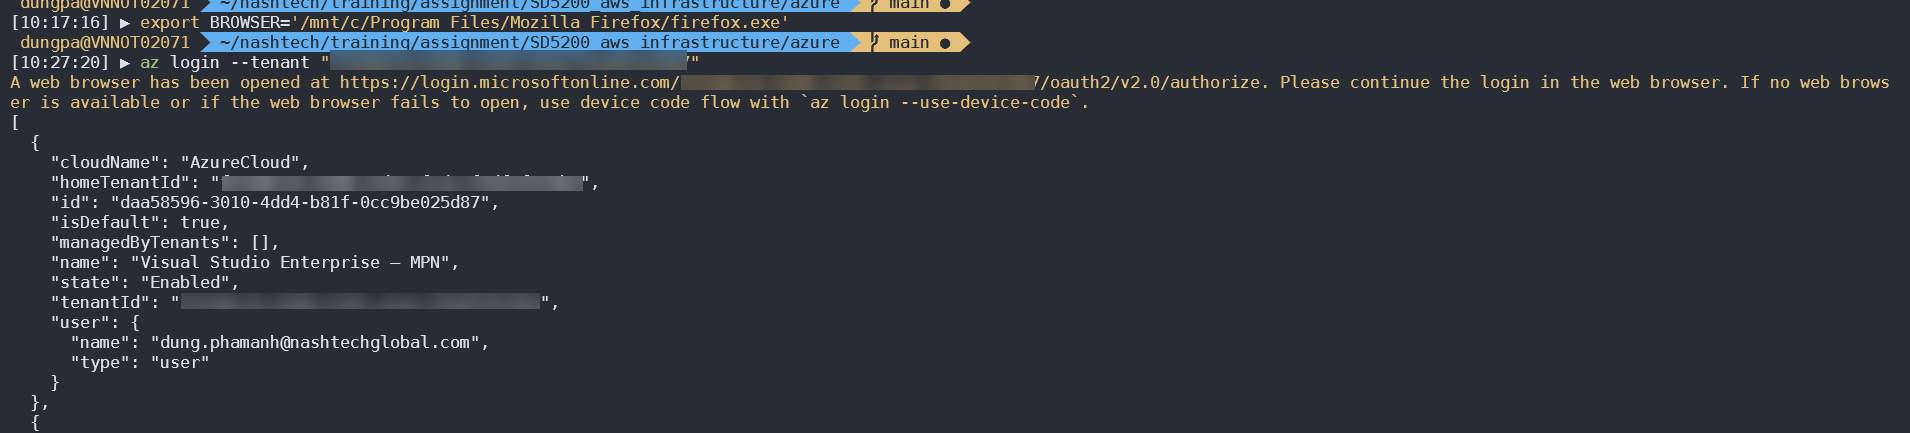 dungpa@VNNOT02071 ~/nashtech/training/assignment/SD5200_aws_infrastructure/azure main ●
[10:17:16] ▶ export BROWSER='/mnt/c/Program Files/Mozilla Firefox/firefox.exe'
dungpa@VNNOT02071 ~/nashtech/training/assignment/SD5200_aws_infrastructure/azure main ●
[10:27:20] ▶ az login --tenant "
"
A web browser has been opened at https://login.microsoftonline.com/
7/oauth2/v2.0/authorize. Please continue the login in the web browser. If no web brows
er is available or if the web browser fails to open, use device code flow with `az login --use-device-code`.
[
{
"cloudName": "AzureCloud",
"homeTenantId": "
",
"id": "daa58596-3010-4dd4-b81f-0cc9be025d87",
"isDefault": true,
"managedByTenants": [],
"name": "Visual Studio Enterprise – MPN",
"state": "Enabled",
"tenantId": "
",
"user": {
"name": "dung.phamanh@nashtechglobal.com",
"type": "user"
}
},
{